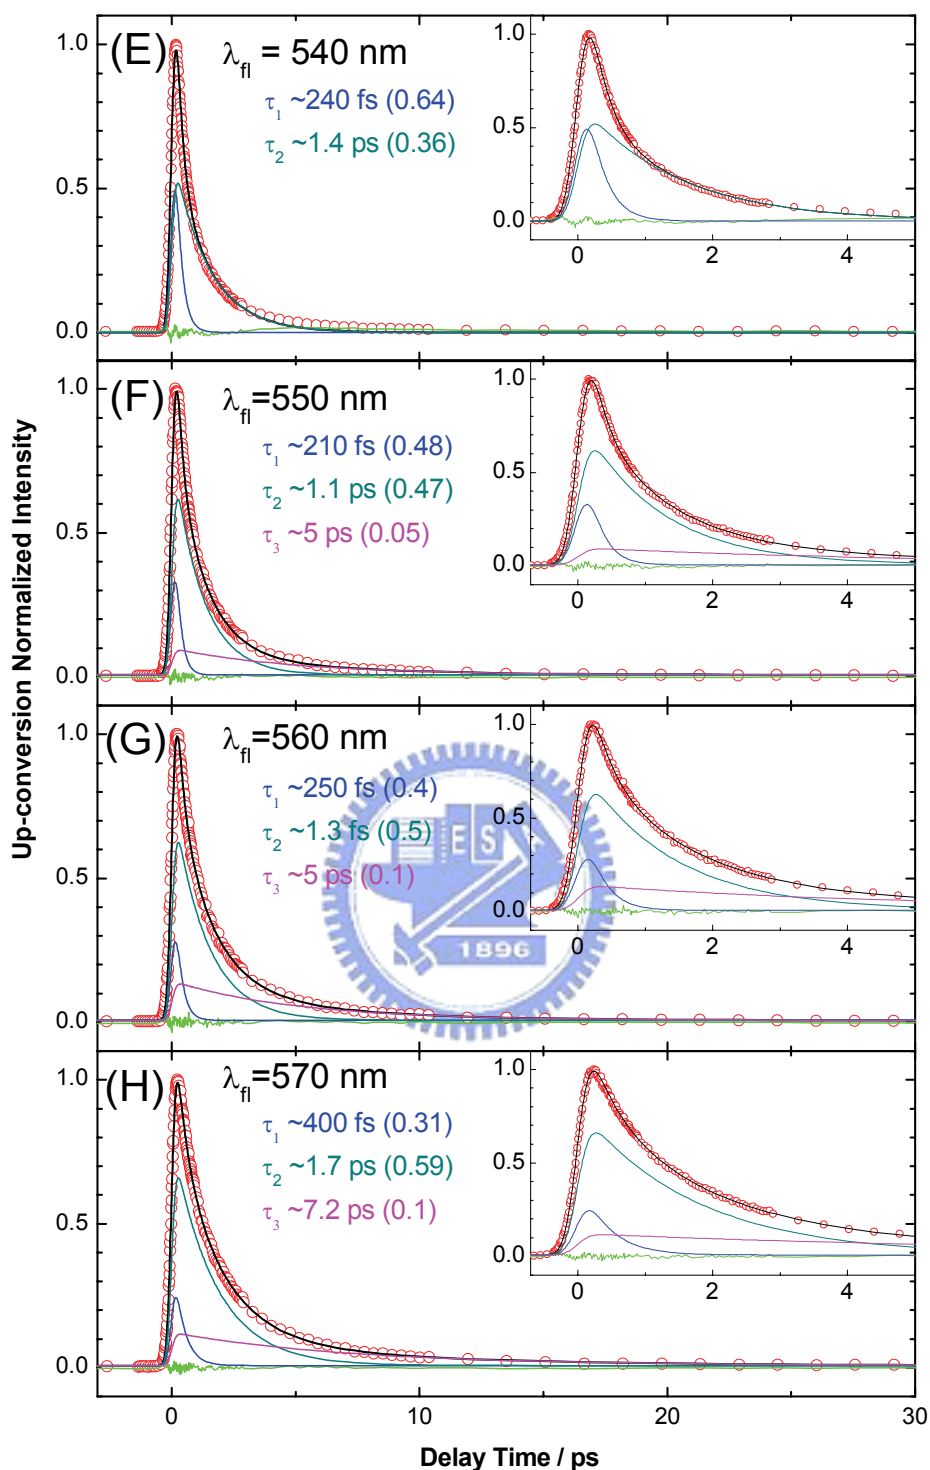 (E) λfl = 540 nm
τ1 ~240 fs (0.64)
τ2 ~1.4 ps (0.36)
1.0
0.5
0.0
1.0
0.5
0.0
0 2 4
(F) λfl=550 nm
τ1 ~210 fs (0.48)
τ2 ~1.1 ps (0.47)
τ3 ~5 ps (0.05)
1.0
0.5
0.0
1.0
0.5
0.0
0 2 4
(G) λfl=560 nm
τ1 ~250 fs (0.4)
τ2 ~1.3 fs (0.5)
τ3 ~5 ps (0.1)
1.0
0.5
0.0
1.0
0.5
0.0
0 2 4
ES
1896
(H) λfl=570 nm
τ1 ~400 fs (0.31)
τ2 ~1.7 ps (0.59)
τ3 ~7.2 ps (0.1)
1.0
0.5
0.0
1.0
0.5
0.0
0 2 4
0 10 20 30
Up-conversion Normalized Intensity
Delay Time / ps